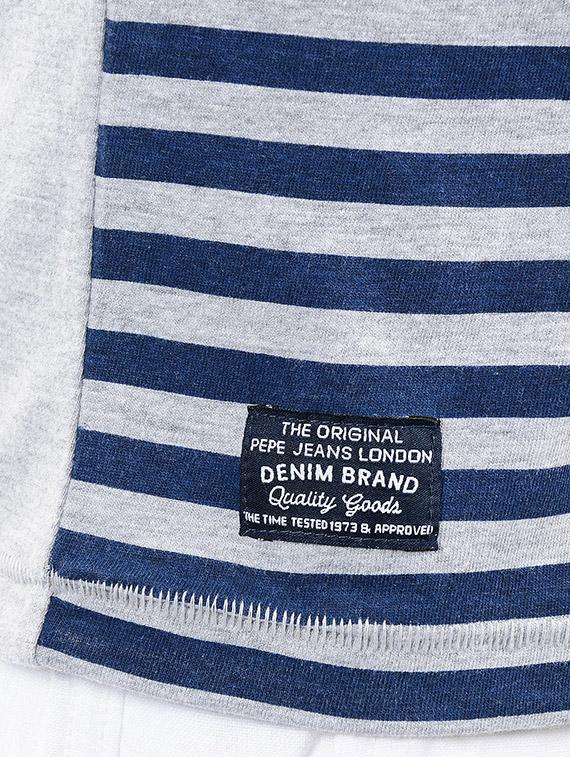 THE ORIGINAL
PEPE JEANS LONDON
DENIM BRAND
Quality Goods
THE TIME TESTED 1973 & APPROVED